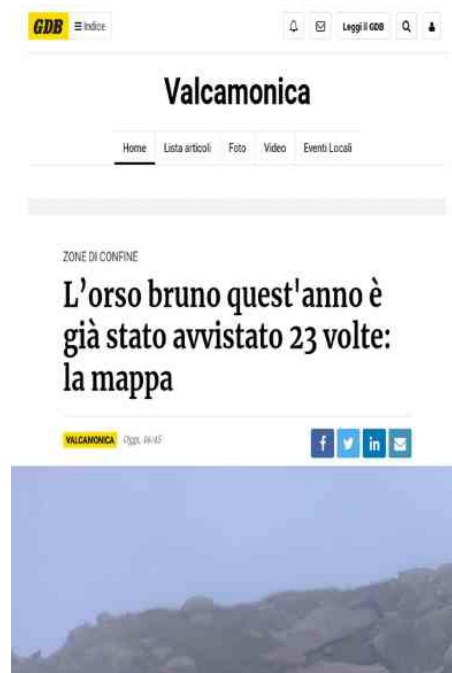 GDB Indice Leggi il GDB
Valcamonica
Home Lista articoli Foto Video Eventi Locali
ZONE DI CONFINE
L'orso bruno quest'anno è
già stato avvistato 23 volte:
la mappa
VALCAMONICA Oggi, 16:45
f in